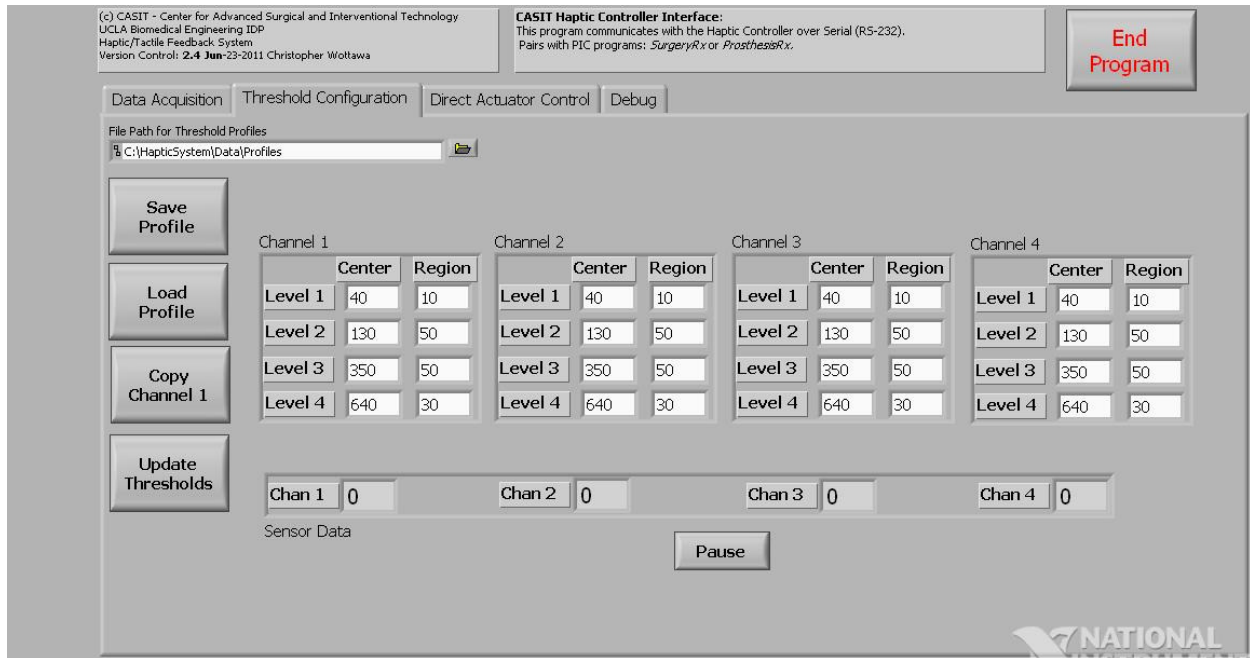 (c) CASIT - Center for Advanced Surgical and Interventional Technology
UCLA Biomedical Engineering IDP
Haptic/Tactile Feedback System
Version Control: 2.4 Jun-23-2011 Christopher Wottawa
CASIT Haptic Controller Interface:
This program communicates with the Haptic Controller over Serial (RS-232).
Pairs with PIC programs: SurgeryRx or ProsthesisRx.
End
Program
Data Acquisition Threshold Configuration Direct Actuator Control Debug
File Path for Threshold Profiles
C:\HapticSystem\Data\Profiles
Save
Profile
Load
Profile
Copy
Channel 1
Update
Thresholds
Channel 1
Center Region
Level 1 40 10
Level 2 130 50
Level 3 350 50
Level 4 640 30
Channel 2
Center Region
Level 1 40 10
Level 2 130 50
Level 3 350 50
Level 4 640 30
Channel 3
Center Region
Level 1 40 10
Level 2 130 50
Level 3 350 50
Level 4 640 30
Channel 4
Center Region
Level 1 40 10
Level 2 130 50
Level 3 350 50
Level 4 640 30
Chan 1 0 Chan 2 0 Chan 3 0 Chan 4 0
Sensor Data
Pause
NATIONAL